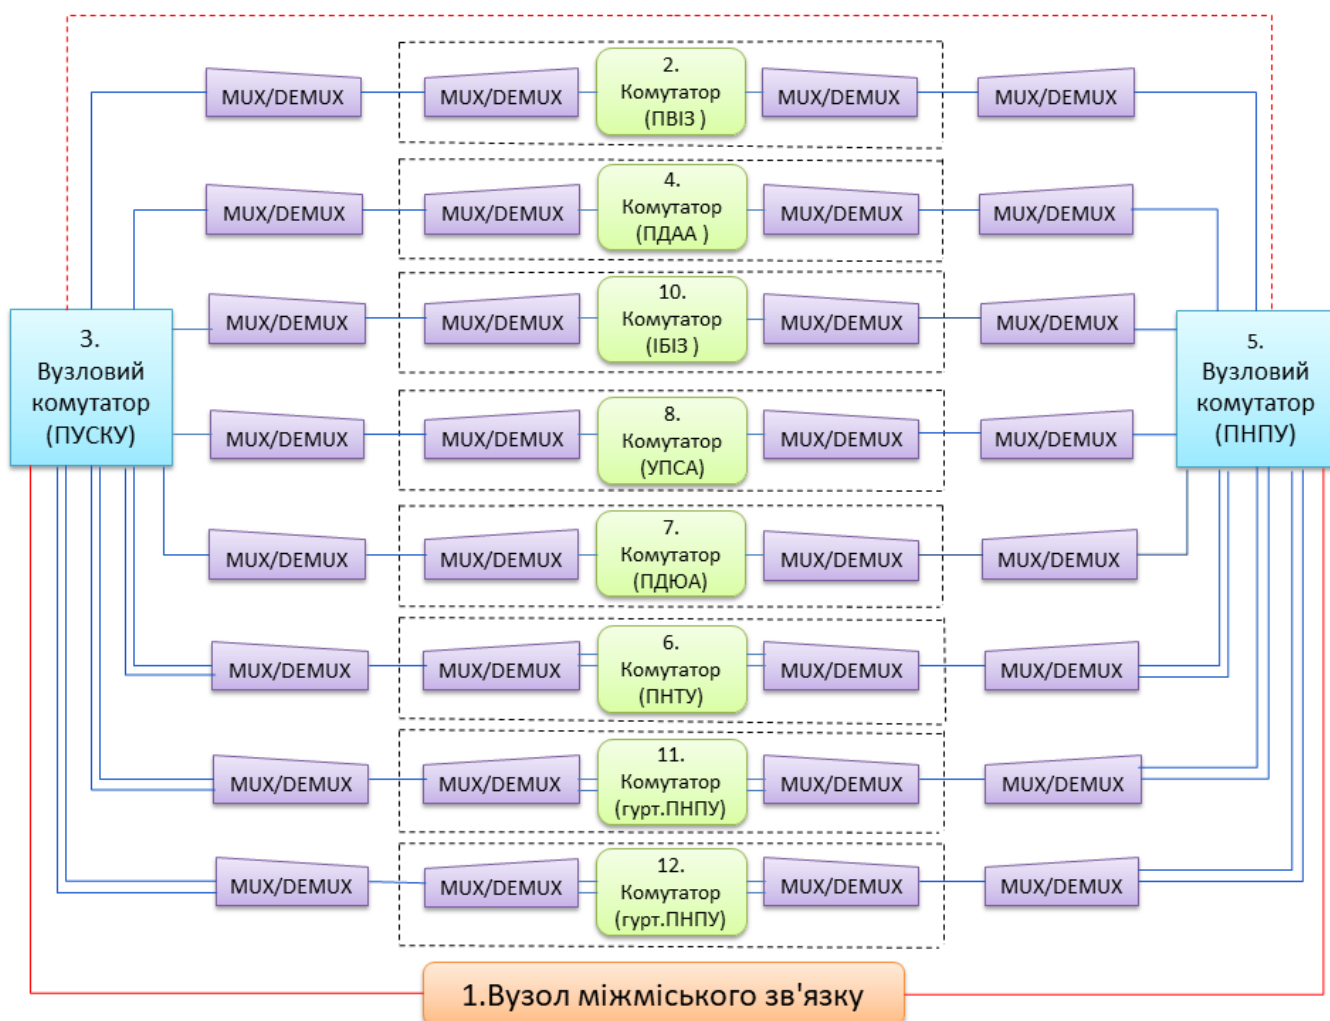 MUX/DEMUX
MUX/DEMUX
2.
Комутатор
(ПВІЗ )
MUX/DEMUX
MUX/DEMUX
MUX/DEMUX
MUX/DEMUX
4.
Комутатор
(ПДАА )
MUX/DEMUX
MUX/DEMUX
MUX/DEMUX
MUX/DEMUX
10.
Комутатор
(ІБІЗ )
MUX/DEMUX
MUX/DEMUX
3.
Вузловий
комутатор
(ПУСКУ)
5.
Вузловий
комутатор
(ПНПУ)
MUX/DEMUX
MUX/DEMUX
8.
Комутатор
(УПСА)
MUX/DEMUX
MUX/DEMUX
MUX/DEMUX
MUX/DEMUX
7.
Комутатор
(ПДЮА)
MUX/DEMUX
MUX/DEMUX
MUX/DEMUX
MUX/DEMUX
6.
Комутатор
(ПНТУ)
MUX/DEMUX
MUX/DEMUX
MUX/DEMUX
MUX/DEMUX
11.
Комутатор
(гурт.ПНПУ)
MUX/DEMUX
MUX/DEMUX
MUX/DEMUX
MUX/DEMUX
12.
Комутатор
(гурт.ПНПУ)
MUX/DEMUX
MUX/DEMUX
1.Вузол міжміського зв'язку